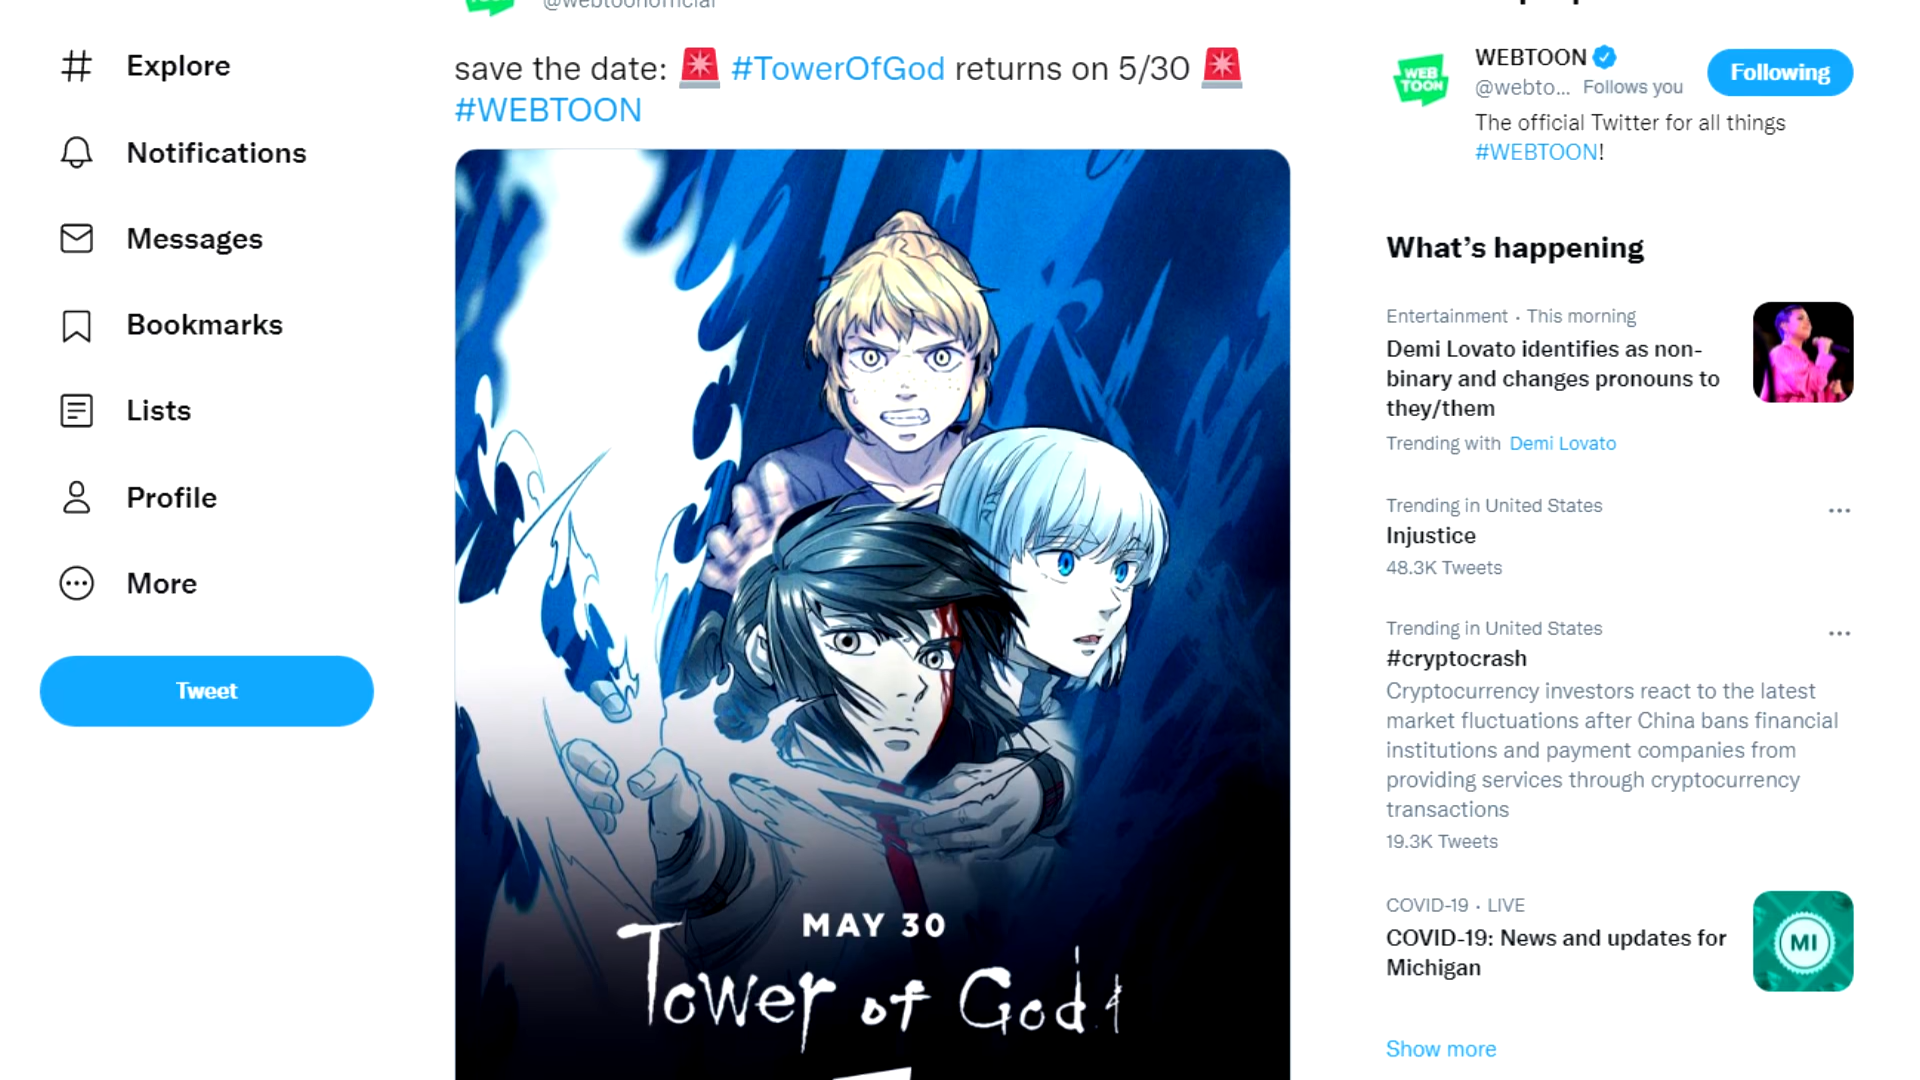 Explore
Notifications
Messages
Bookmarks
Lists
Profile
More
Tweet
@webtoonofficial
save the date: 🚨 #TowerOfGod returns on 5/30 🚨
#WEBTOON
MAY 30
Tower of God
WEB
TOON
WEBTOON
Following
@webto... Follows you
The official Twitter for all things
#WEBTOON!
What’s happening
Entertainment · This morning
Demi Lovato identifies as non-
binary and changes pronouns to
they/them
Trending with Demi Lovato
Trending in United States
Injustice
48.3K Tweets
Trending in United States
#cryptocrash
Cryptocurrency investors react to the latest
market fluctuations after China bans financial
institutions and payment companies from
providing services through cryptocurrency
transactions
19.3K Tweets
COVID-19 · LIVE
COVID-19: News and updates for
Michigan
MI
Show more